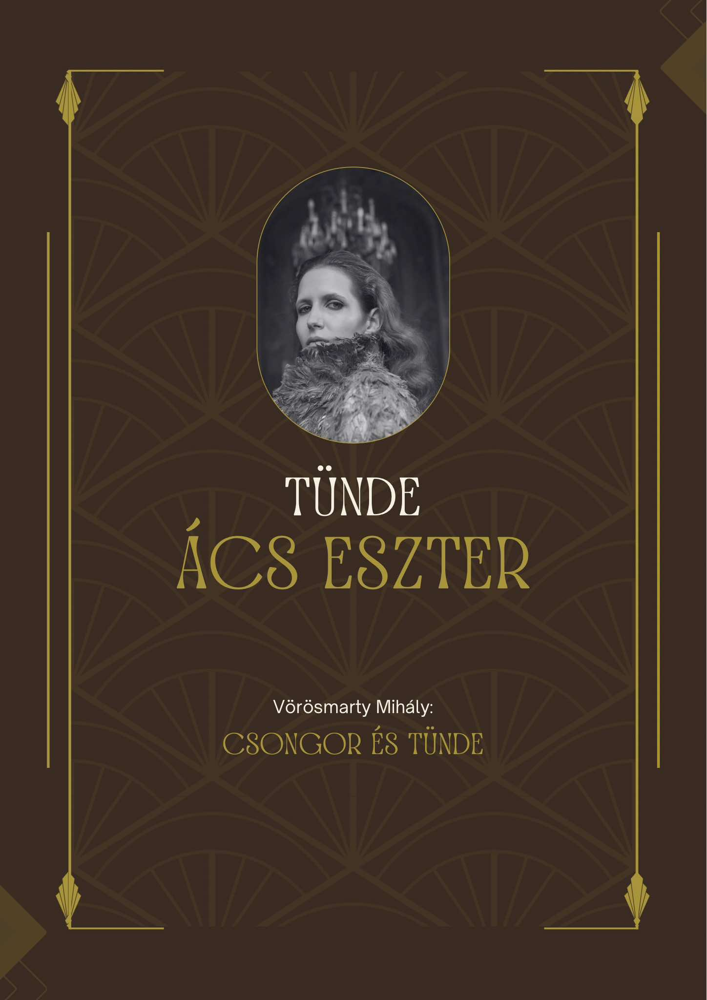 TÜNDE
ÁCS ESZTER
Vörösmarty Mihály:
CSONGOR ÉS TÜNDE